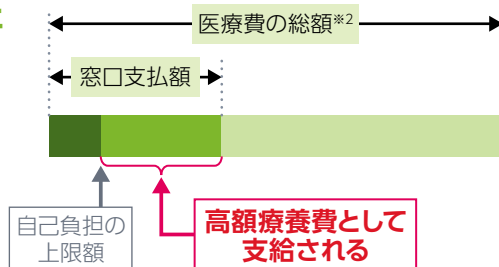 医療費の総額※2
窓口支払額
自己負担の
上限額
高額療養費として
支給される